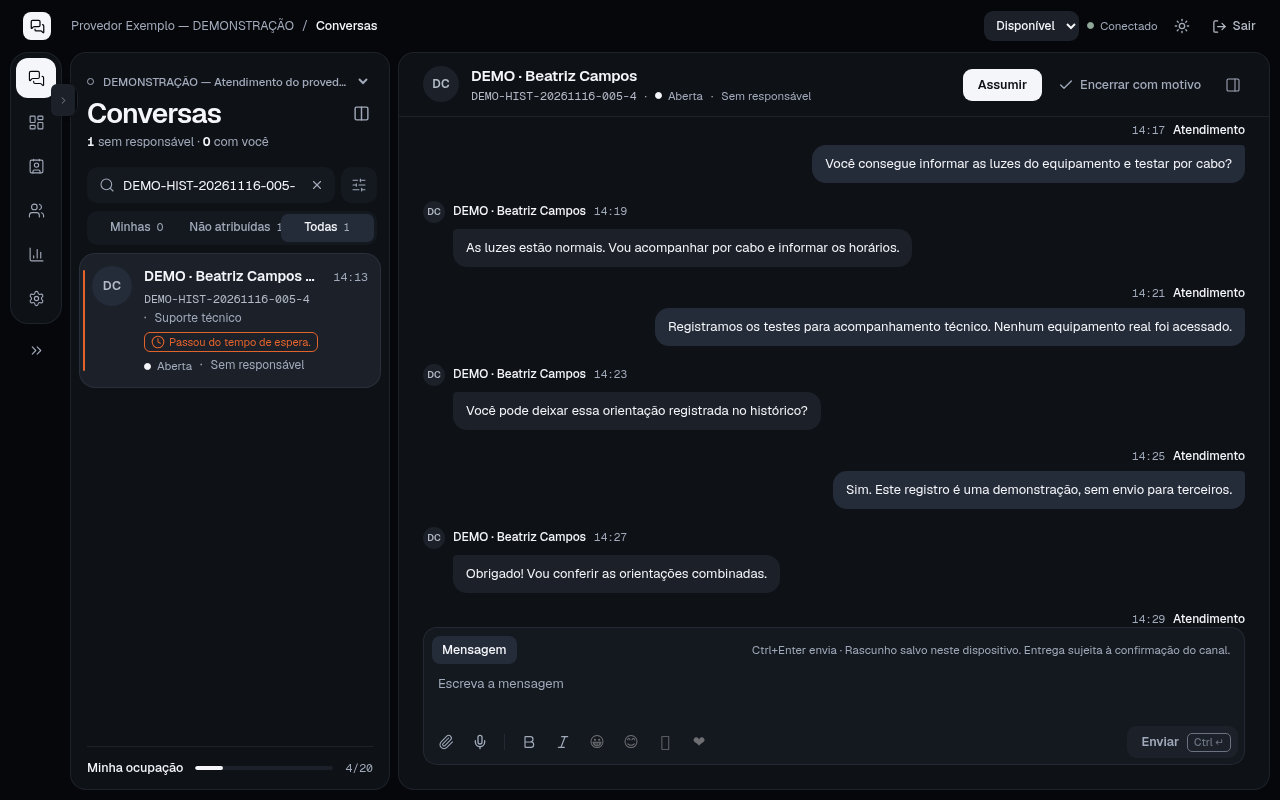 Provedor Exemplo — DEMONSTRAÇÃO / Conversas
Disponível
Conectado
Sair
DEMONSTRAÇÃO — Atendimento do proved…
Conversas
1 sem responsável · 0 com você
DEMO-HIST-20261116-005-
Minhas 0
Não atribuídas 1
Todas 1
DC
DEMO · Beatriz Campos …
14:13
DEMO-HIST-20261116-005-4
· Suporte técnico
Passou do tempo de espera.
Aberta · Sem responsável
Minha ocupação
4/20
DC
DEMO · Beatriz Campos
DEMO-HIST-20261116-005-4 · Aberta · Sem responsável
Assumir
Encerrar com motivo
14:17 Atendimento
Você consegue informar as luzes do equipamento e testar por cabo?
DC DEMO · Beatriz Campos 14:19
As luzes estão normais. Vou acompanhar por cabo e informar os horários.
14:21 Atendimento
Registramos os testes para acompanhamento técnico. Nenhum equipamento real foi acessado.
DC DEMO · Beatriz Campos 14:23
Você pode deixar essa orientação registrada no histórico?
14:25 Atendimento
Sim. Este registro é uma demonstração, sem envio para terceiros.
DC DEMO · Beatriz Campos 14:27
Obrigado! Vou conferir as orientações combinadas.
14:29 Atendimento
Mensagem
Ctrl+Enter envia · Rascunho salvo neste dispositivo. Entrega sujeita à confirmação do canal.
Escreva a mensagem
Enviar Ctrl ↵